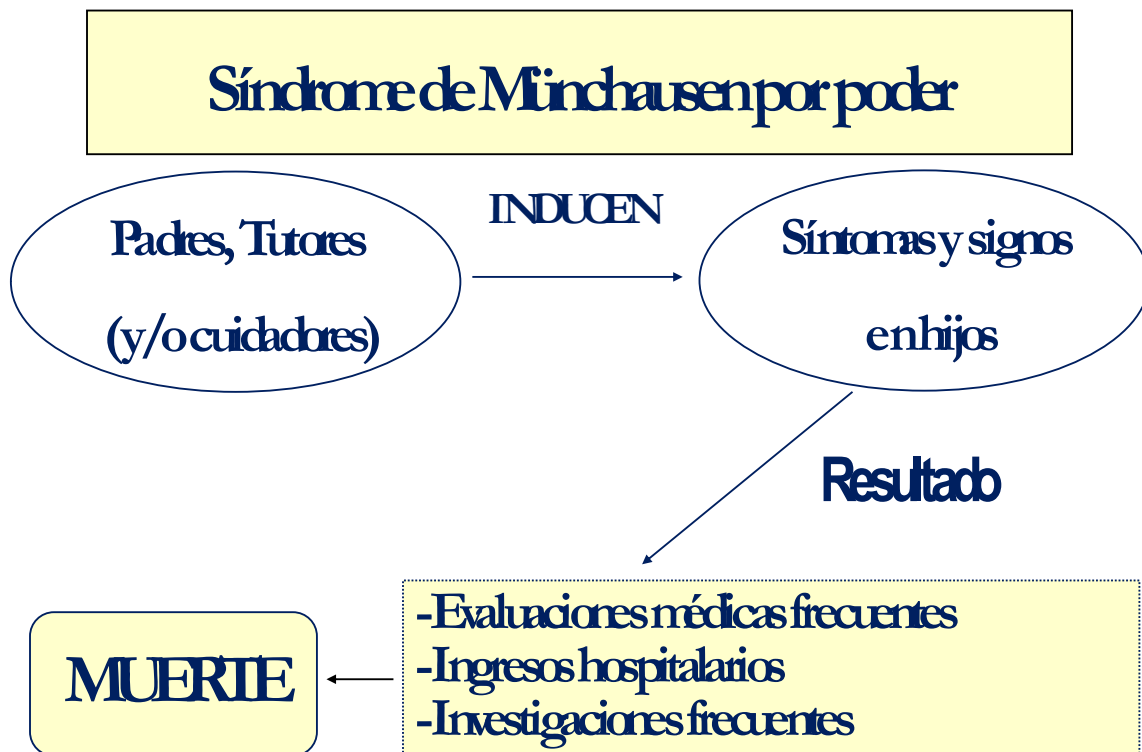 Síndrome de Münchausen por poder
Padres, Tutores
(y/o cuidadores)
INDUCEN
Síntomas y signos
en hijos
Resultado
-Evaluaciones médicas frecuentes
-Ingresos hospitalarios
-Investigaciones frecuentes
MUERTE